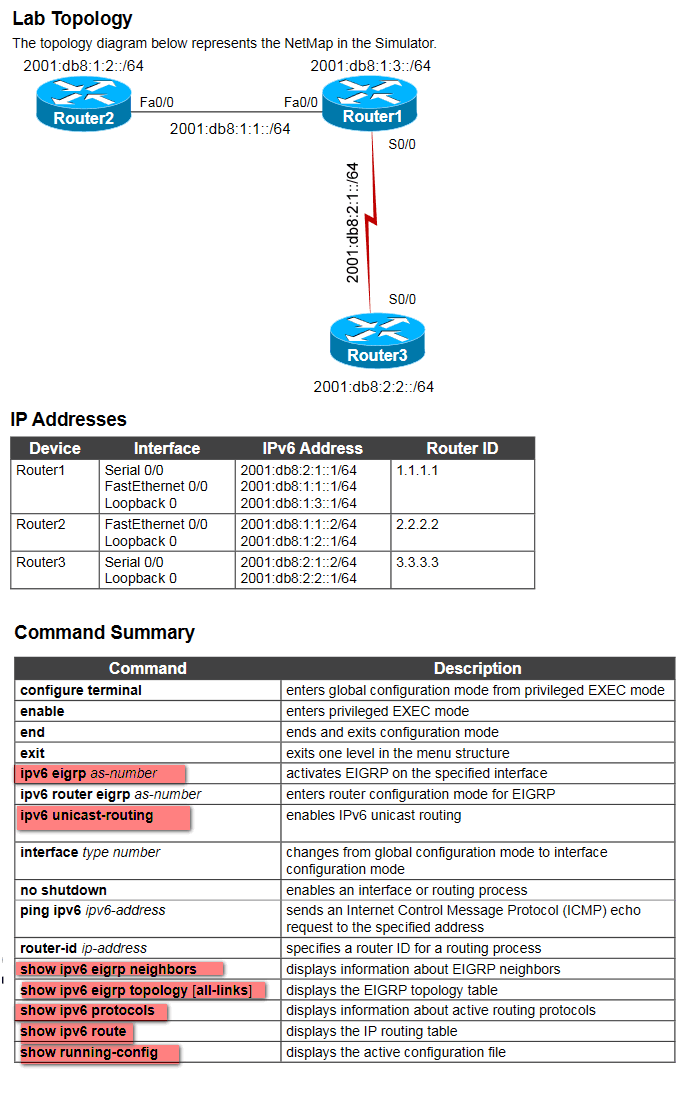 Lab Topology
The topology diagram below represents the NetMap in the Simulator.
2001:db8:1:2::/64
2001:db8:1:3::/64
Fa0/0
Fa0/0
Router2
Router1
2001:db8:1:1::/64
S0/0
2001:db8:2:1::/64
S0/0
Router3
2001:db8:2:2::/64
IP Addresses
Device Interface IPv6 Address Router ID
Router1 Serial 0/0 2001:db8:2:1::1/64 1.1.1.1
FastEthernet 0/0 2001:db8:1:1::1/64
Loopback 0 2001:db8:1:3::1/64
Router2 FastEthernet 0/0 2001:db8:1:1::2/64 2.2.2.2
Loopback 0 2001:db8:1:2::1/64
Router3 Serial 0/0 2001:db8:2:1::2/64 3.3.3.3
Loopback 0 2001:db8:2:2::1/64
Command Summary
Command Description
configure terminal enters global configuration mode from privileged EXEC mode
enable enters privileged EXEC mode
end ends and exits configuration mode
exit exits one level in the menu structure
ipv6 eigrp as-number activates EIGRP on the specified interface
ipv6 router eigrp as-number enters router configuration mode for EIGRP
ipv6 unicast-routing enables IPv6 unicast routing
interface type number changes from global configuration mode to interface
configuration mode
no shutdown enables an interface or routing process
ping ipv6 ipv6-address sends an Internet Control Message Protocol (ICMP) echo
request to the specified address
router-id ip-address specifies a router ID for a routing process
show ipv6 eigrp neighbors displays information about EIGRP neighbors
show ipv6 eigrp topology [all-links] displays the EIGRP topology table
show ipv6 protocols displays information about active routing protocols
show ipv6 route displays the IP routing table
show running-config displays the active configuration file